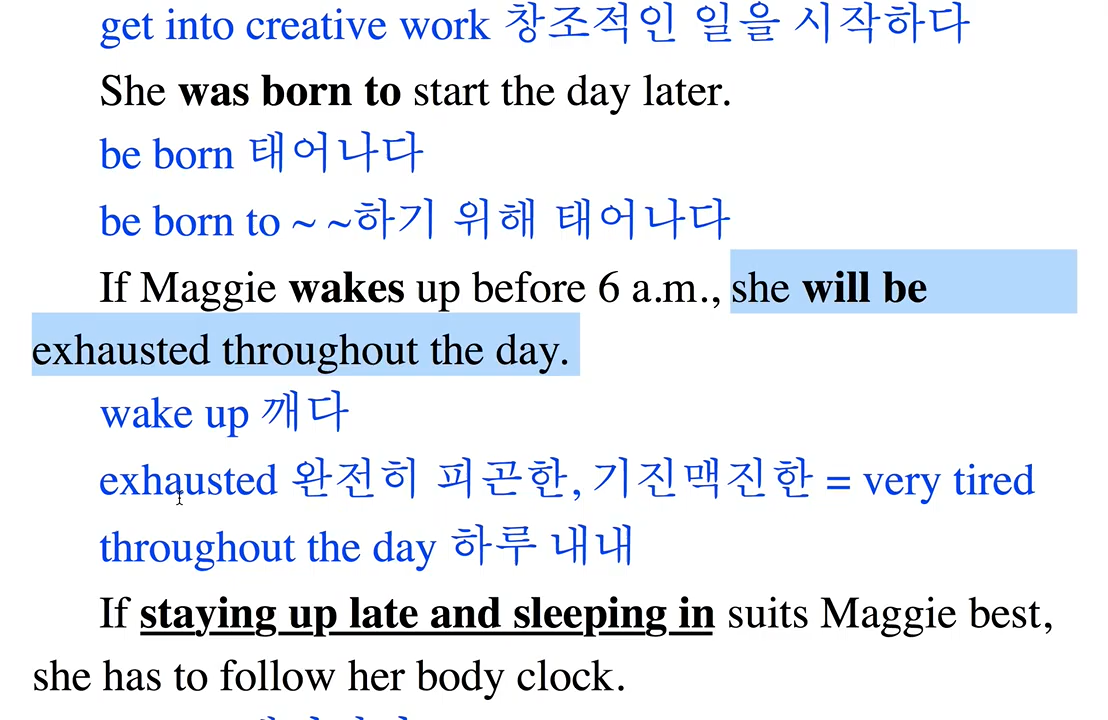 get into creative work 창조적인 일을 시작하다
She was born to start the day later.
be born 태어나다
be born to ~ ~하기 위해 태어나다
If Maggie wakes up before 6 a.m., she will be
exhausted throughout the day.
wake up 깨다
exhausted 완전히 피곤한, 기진맥진한 = very tired
throughout the day 하루 내내
If staying up late and sleeping in suits Maggie best,
she has to follow her body clock.